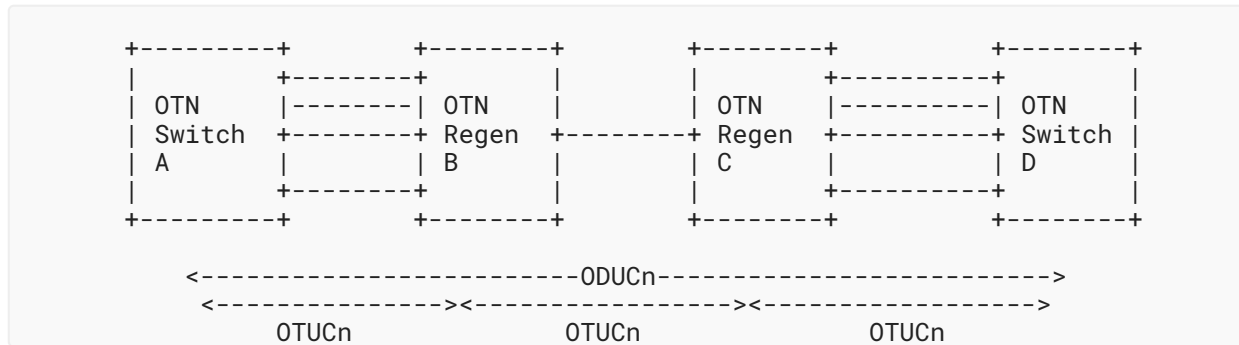 +---------+        +--------+        +--------+          +--------+
|         +--------+        |        |        +----------+        |
| OTN     |--------| OTN    |        | OTN    |----------| OTN    |
| Switch  +--------+ Regen  +--------+ Regen  +----------+ Switch |
| A       |        | B      |        | C      |          | D      |
|         +--------+        |        |        +----------+        |
+---------+        +--------+        +--------+          +--------+
<-------------------------ODUCn-------------------------->
<---------------><-----------------><------------------>
OTUCn              OTUCn               OTUCn